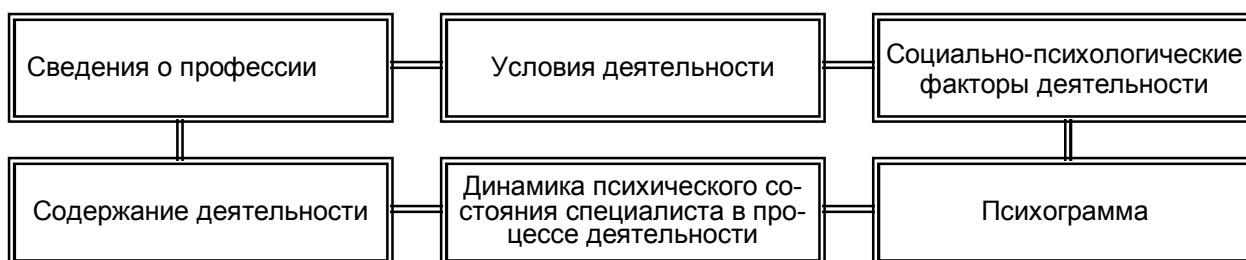 Сведения о профессии
Условия деятельности
Социально-психологические
факторы деятельности
Содержание деятельности
Динамика психического со-
стояния специалиста в про-
цессе деятельности
Психограмма